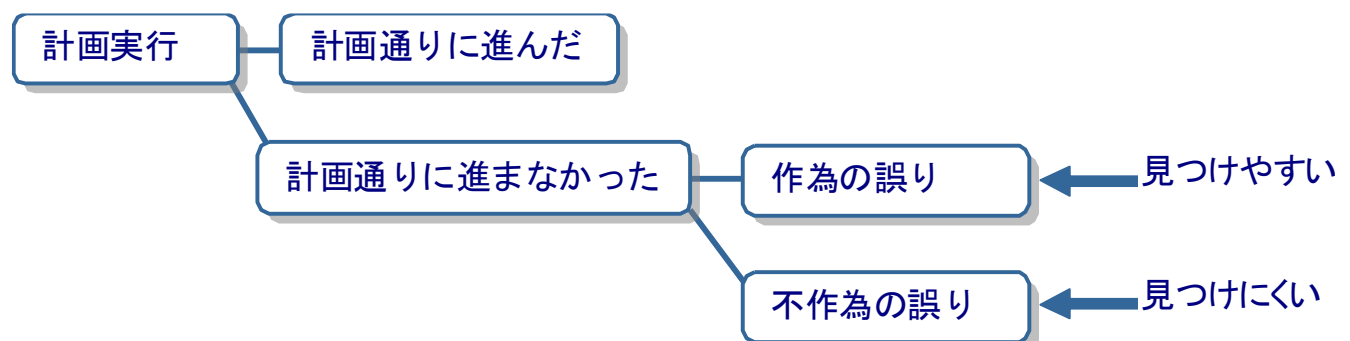 計画実行
計画通りに進んだ
計画通りに進まなかった
作為の誤り
見つけやすい
不作為の誤り
見つけにくい